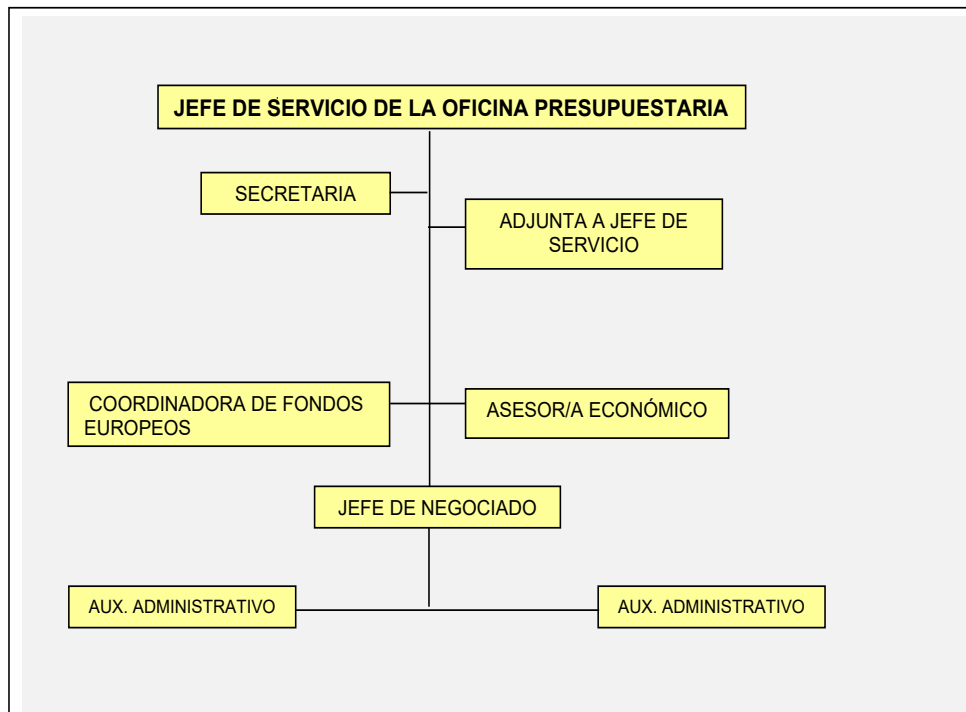 JEFE DE SERVICIO DE LA OFICINA PRESUPUESTARIA
SECRETARIA
ADJUNTA A JEFE DE
SERVICIO
COORDINADORA DE FONDOS
EUROPEOS
ASESOR/A ECONÓMICO
JEFE DE NEGOCIADO
AUX. ADMINISTRATIVO
AUX. ADMINISTRATIVO